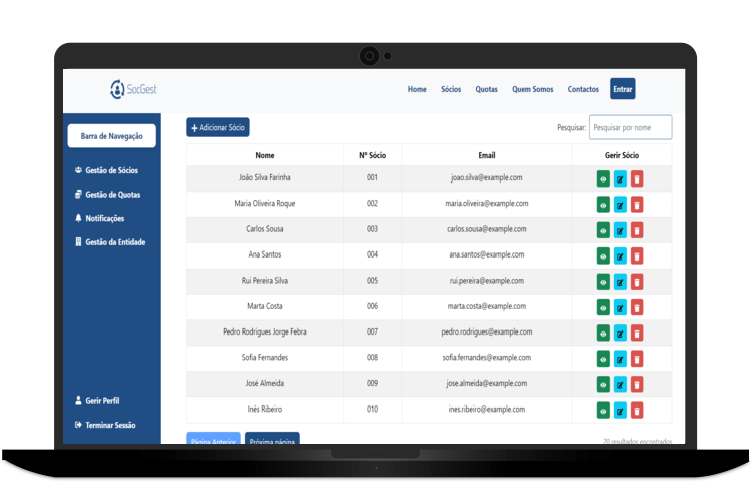 SocGest
Home Sócios Quotas Quem Somos Contactos Entrar
Barra de Navegação
Gestão de Sócios
Gestão de Quotas
Notificações
Gestão da Entidade
Gerir Perfil
Terminar Sessão
+ Adicionar Sócio
Pesquisar: Pesquisar por nome
Nome Nº Sócio Email Gerir Sócio
João Silva Farinha 001 joao.silva@example.com
Maria Oliveira Roque 002 maria.oliveira@example.com
Carlos Sousa 003 carlos.sousa@example.com
Ana Santos 004 ana.santos@example.com
Rui Pereira Silva 005 rui.pereira@example.com
Marta Costa 006 marta.costa@example.com
Pedro Rodrigues Jorge Febra 007 pedro.rodrigues@example.com
Sofia Fernandes 008 sofia.fernandes@example.com
José Almeida 009 jose.almeida@example.com
Inês Ribeiro 010 ines.ribeiro@example.com
Página Anterior Próxima página 20 resultados encontrados